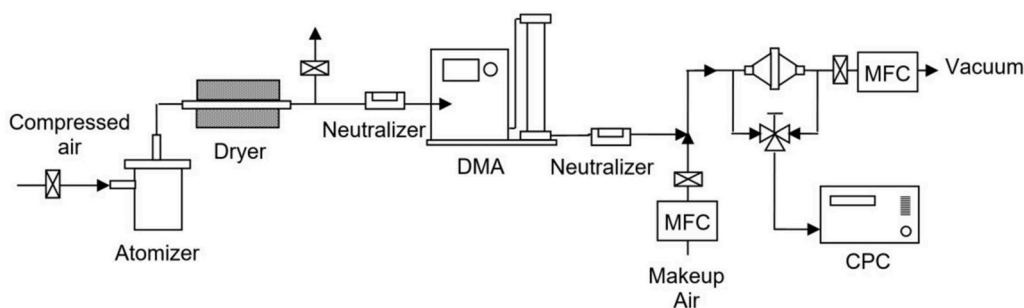 Compressed
air
Atomizer
Dryer
Neutralizer
DMA
Neutralizer
MFC
Makeup
Air
MFC
Vacuum
CPC